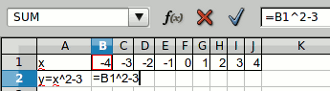 SUM f(x) =B1^2-3
A B C D E F G H I J K
1 x -4 -3 -2 -1 0 1 2 3 4
2 y=x^2-3 =B1^2-3